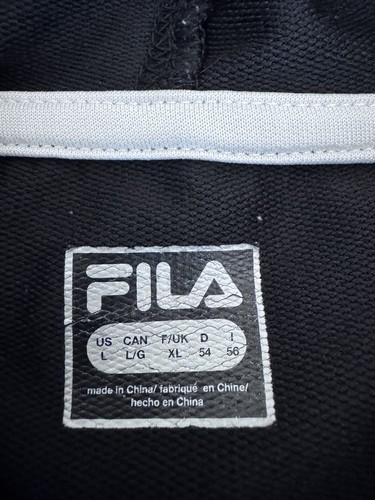 FILA
US CAN F/UK D I
L L/G XL 54 56
made in China/ fabriqué en Chine/
hecho en China